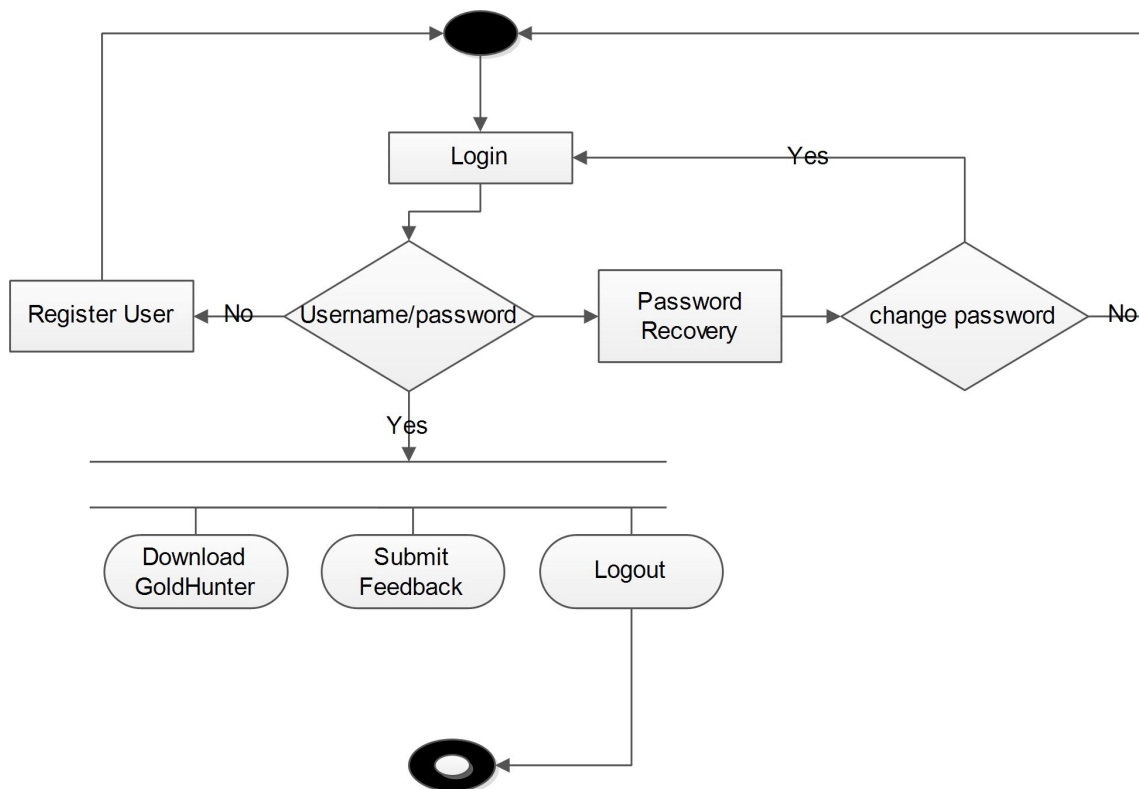 Login
Yes
Register User
No
Username/password
Password
Recovery
change password
No
Yes
Download
GoldHunter
Submit
Feedback
Logout